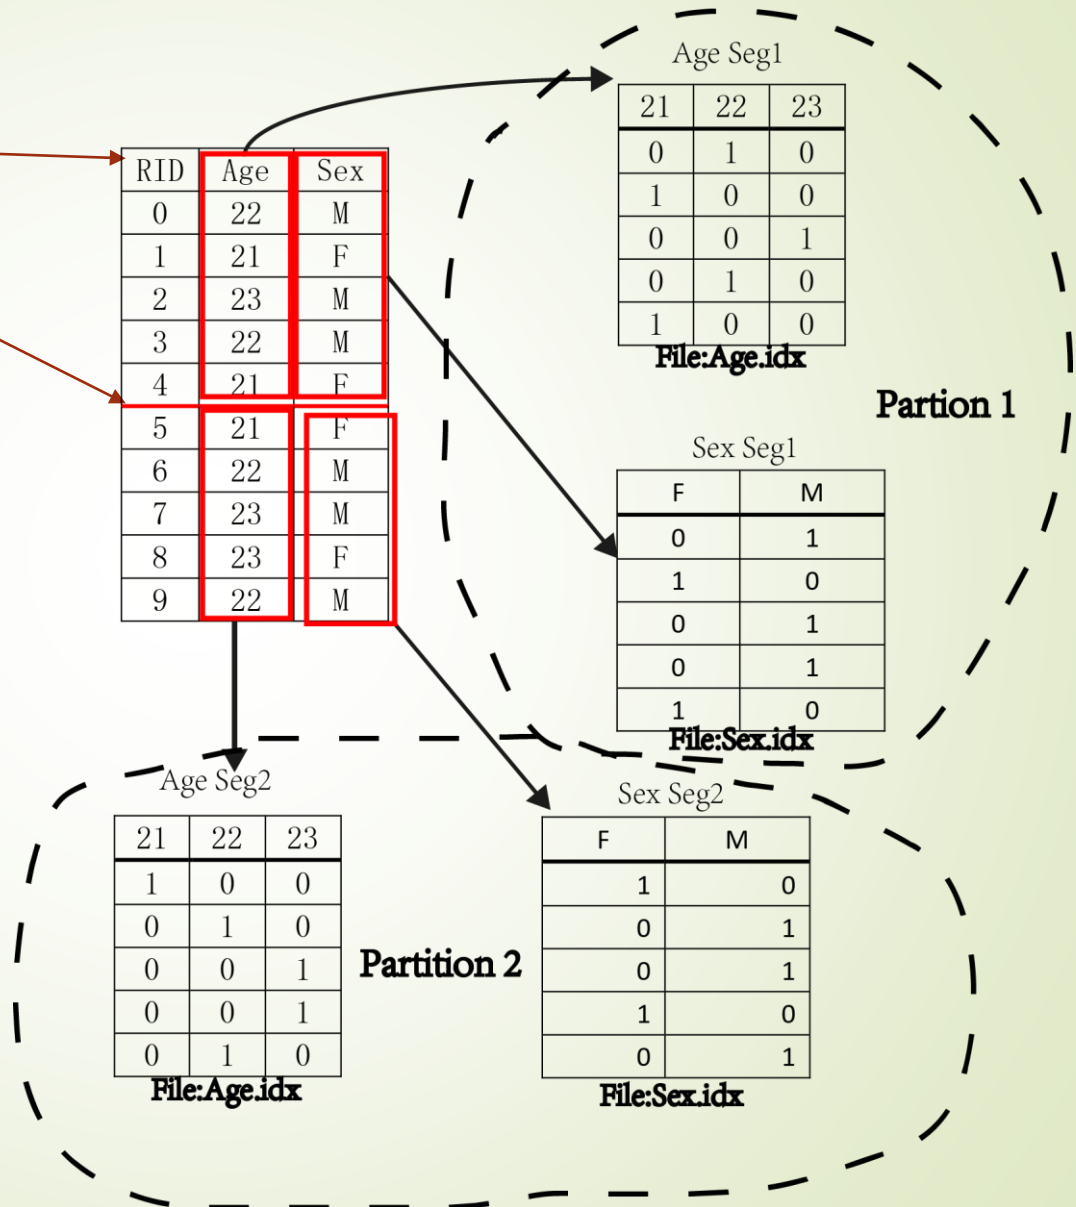 Age Seg1
21 22 23
0 1 0
1 0 0
0 0 1
0 1 0
1 0 0
File:Age.idx
RID Age Sex
0 22 M
1 21 F
2 23 M
3 22 M
4 21 F
5 21 F
6 22 M
7 23 M
8 23 F
9 22 M
Partion 1
Sex Seg1
F M
0 1
1 0
0 1
0 1
1 0
File:Sex.idx
Age Seg2
21 22 23
1 0 0
0 1 0
0 0 1
0 0 1
0 1 0
File:Age.idx
Partition 2
Sex Seg2
F M
1 0
0 1
0 1
1 0
0 1
File:Sex.idx